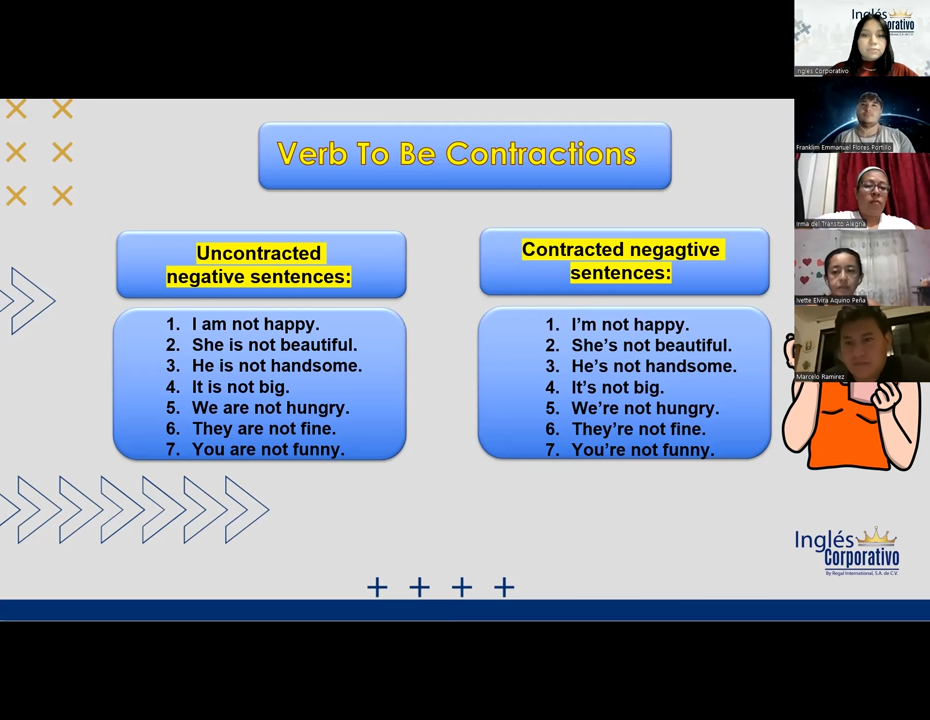 Verb To Be Contractions
Uncontracted
negative sentences:
1. I am not happy.
2. She is not beautiful.
3. He is not handsome.
4. It is not big.
5. We are not hungry.
6. They are not fine.
7. You are not funny.
Contracted negagtive
sentences:
1. I’m not happy.
2. She’s not beautiful.
3. He’s not handsome.
4. It’s not big.
5. We’re not hungry.
6. They’re not fine.
7. You’re not funny.
Inglés
Corporativo
By Regal International, S.A. de C.V.
Inglés
Ingles Corporativo
Franklim Emmanuel Flores Portillo
Irma del Transito Alegria
Ivette Elvira Aquino Peña
Marcelo Ramirez